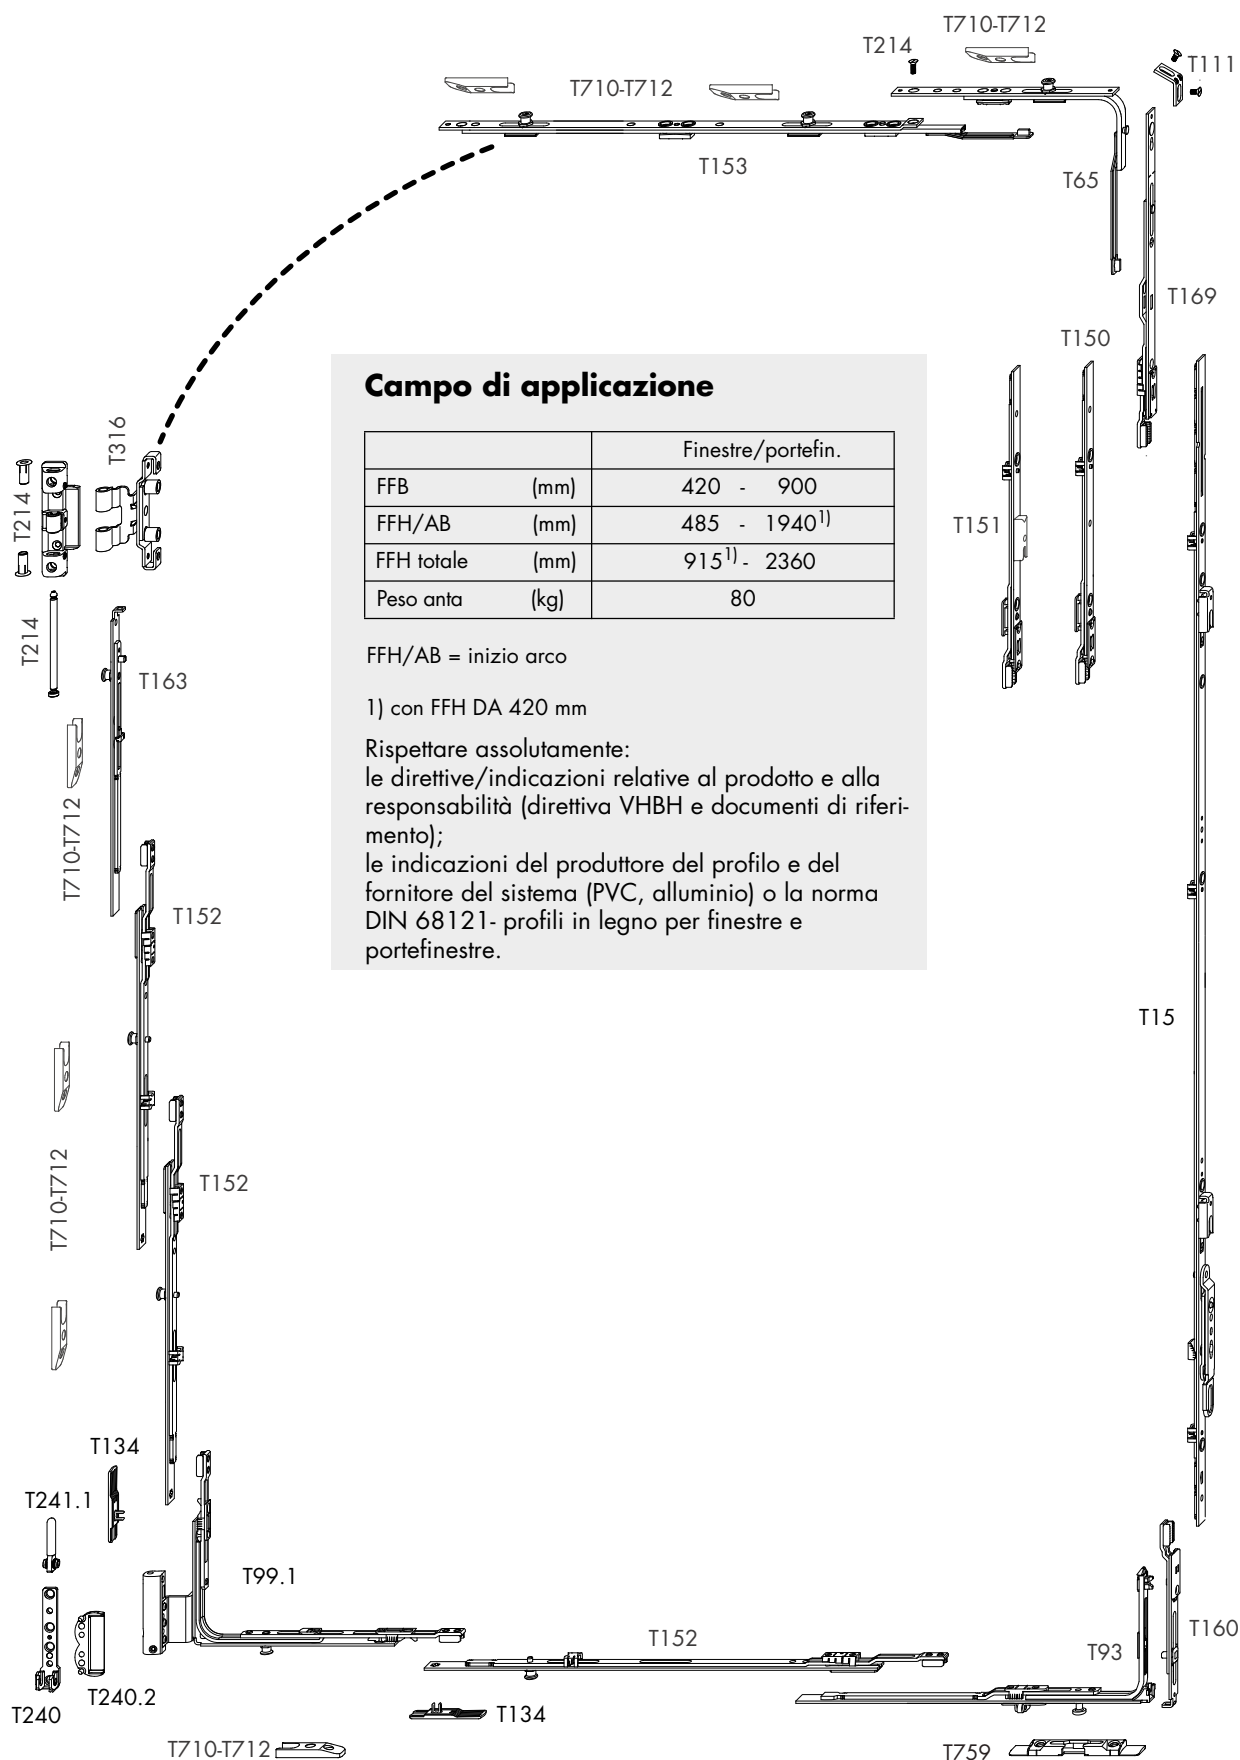 T710-T712
T214
T111
T710-T712
T153
T65
T169
T150
Campo di applicazione
Finestre/portefin.
FFB (mm) 420 - 900
FFH/AB (mm) 485 - 1940¹⁾
FFH totale (mm) 915¹⁾ - 2360
Peso anta (kg) 80
FFH/AB = inizio arco
1) con FFH DA 420 mm
Rispettare assolutamente:
le direttive/indicazioni relative al prodotto e alla
responsabilità (direttiva VHBH e documenti di riferi-
mento);
le indicazioni del produttore del profilo e del
fornitore del sistema (PVC, alluminio) o la norma
DIN 68121- profili in legno per finestre e
portefinestre.
T316
T214
T151
T214
T163
T710-T712
T152
T15
T710-T712
T152
T134
T241.1
T99.1
T152
T93
T160
T240.2
T240
T134
T710-T712
T759